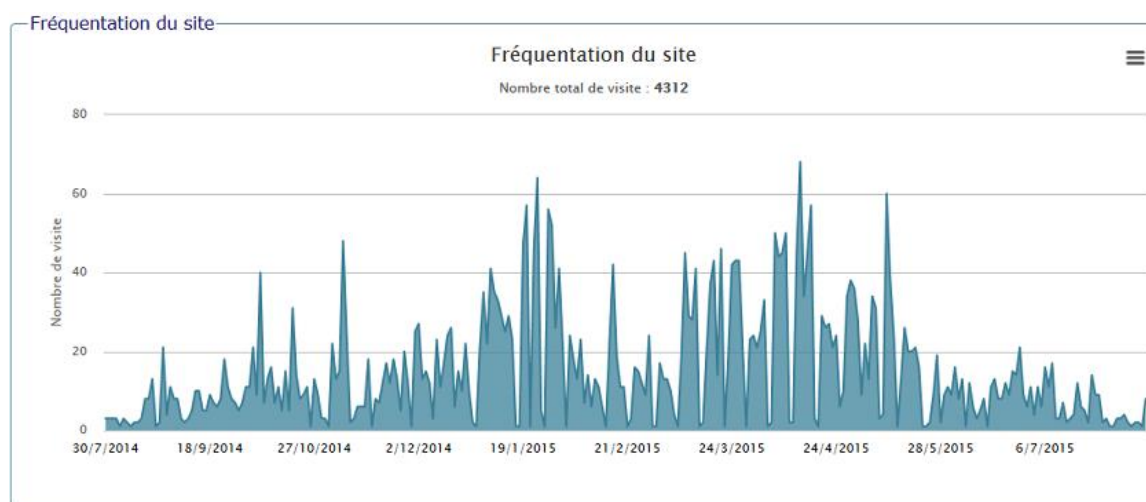 Fréquentation du site
Fréquentation du site
Nombre total de visite : 4312
80
60
40
20
0
Nombre de visite
30/7/2014 18/9/2014 27/10/2014 2/12/2014 19/1/2015 21/2/2015 24/3/2015 24/4/2015 28/5/2015 6/7/2015